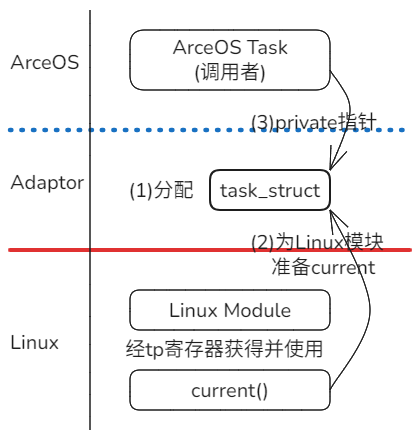 ArceOS
ArceOS Task
(调用者)
(3)private指针
Adaptor
(1)分配
task_struct
(2)为Linux模块
准备current
Linux
Linux Module
经tp寄存器获得并使用
current()